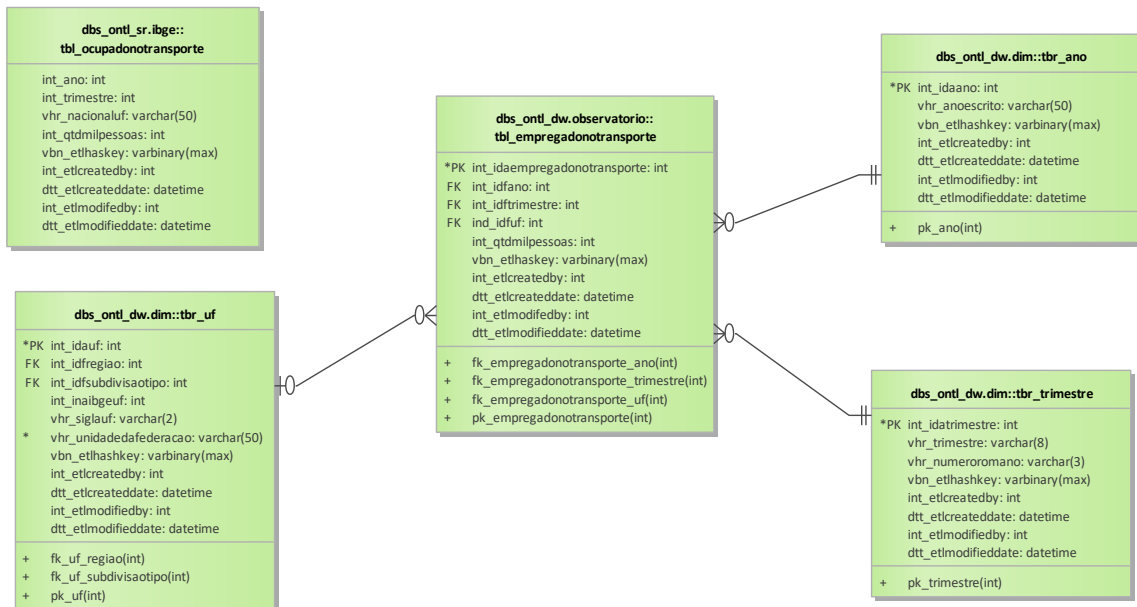 dbs_ontl_sr.ibge::
tbl_ocupadonotransporte
int_ano: int
int_trimestre: int
vhr_nacionaluf: varchar(50)
int_qtdmilpessoas: int
vbn_etlhaskey: varbinary(max)
int_etlcreatedby: int
dtt_etlcreateddate: datetime
int_etlmodifedby: int
dtt_etlmodifieddate: datetime
dbs_ontl_dw.dim::tbr_uf
*PK int_idauf: int
FK int_idfregiao: int
FK int_idfsubdivisaotipo: int
int_inaibgeuf: int
vhr_siglauf: varchar(2)
* vhr_unidadedafederacao: varchar(50)
vbn_etlhashkey: varbinary(max)
int_etlcreatedby: int
dtt_etlcreateddate: datetime
int_etlmodifiedby: int
dtt_etlmodifieddate: datetime
+ fk_uf_regiao(int)
+ fk_uf_subdivisaotipo(int)
+ pk_uf(int)
dbs_ontl_dw.observatorio::
tbl_empregadonotransporte
*PK int_idaempregadonotransporte: int
FK int_idfano: int
FK int_idftrimestre: int
FK ind_idfuf: int
int_qtdmilpessoas: int
vbn_etlhaskey: varbinary(max)
int_etlcreatedby: int
dtt_etlcreateddate: datetime
int_etlmodifedby: int
dtt_etlmodifieddate: datetime
+ fk_empregadonotransporte_ano(int)
+ fk_empregadonotransporte_trimestre(int)
+ fk_empregadonotransporte_uf(int)
+ pk_empregadonotransporte(int)
dbs_ontl_dw.dim::tbr_ano
*PK int_idaano: int
vhr_anoescrito: varchar(50)
vbn_etlhashkey: varbinary(max)
int_etlcreatedby: int
dtt_etlcreateddate: datetime
int_etlmodifiedby: int
dtt_etlmodifieddate: datetime
+ pk_ano(int)
dbs_ontl_dw.dim::tbr_trimestre
*PK int_idatrimestre: int
vhr_trimestre: varchar(8)
vhr_numeroromano: varchar(3)
vbn_etlhashkey: varbinary(max)
int_etlcreatedby: int
dtt_etlcreateddate: datetime
int_etlmodifiedby: int
dtt_etlmodifieddate: datetime
+ pk_trimestre(int)